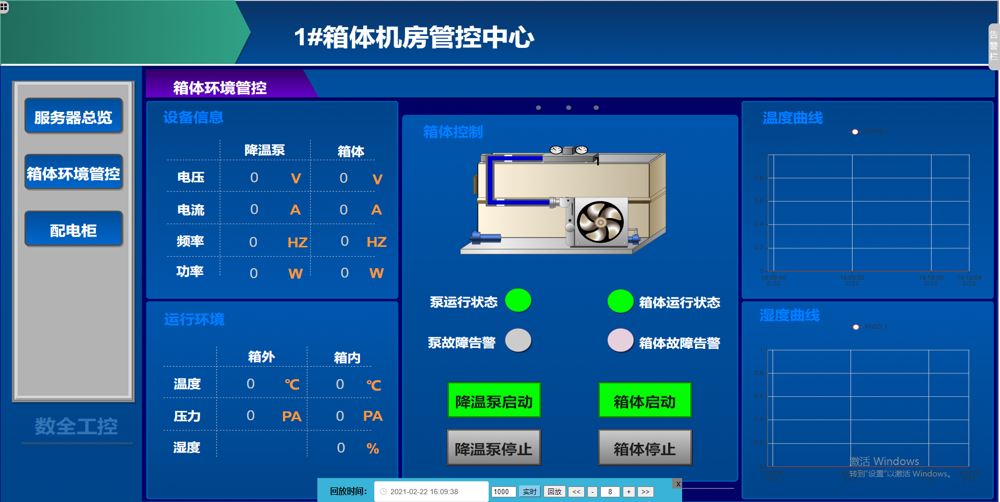 1#箱体机房管控中心
告警栏
箱体环境管控
服务器总览
箱体环境管控
配电柜
数全工控
设备信息
降温泵 箱体
电压 0 V 0 V
电流 0 A 0 A
频率 0 HZ 0 HZ
功率 0 W 0 W
运行环境
箱外 箱内
温度 0 ℃ 0 ℃
压力 0 PA 0 PA
湿度 0 %
箱体控制
1
泵运行状态 箱体运行状态
泵故障告警 箱体故障告警
降温泵启动 箱体启动
降温泵停止 箱体停止
温度曲线
XNWD_I
1
0.8
0.6
0.4
0.2
0
16:09:40 16:09:50 16:10:00 16:10:04
2/22 2/22 2/22 2/22
湿度曲线
XNSD_I
1
0.8
0.6
0.4
0.2
0
16:09:40
2/22 2/22 2/22 2/22
激活 Windows
转到“设置”以激活 Windows。
回放时间： 2021-02-22 16:09:38 1000 实时 回放 << - 8 + >> X